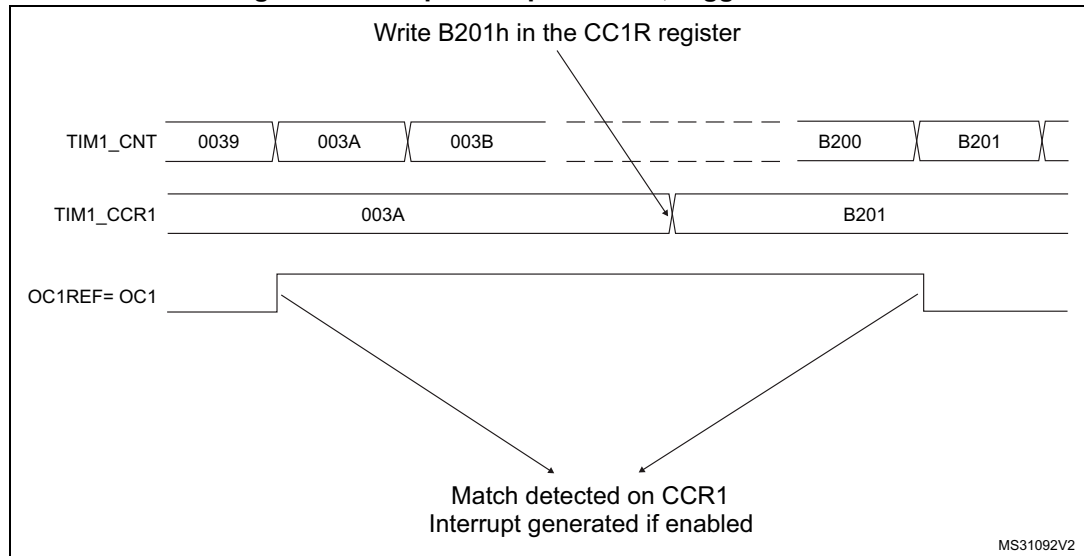 Write B201h in the CC1R register
TIM1_CNT 0039 003A 003B B200 B201
TIM1_CCR1 003A B201
OC1REF= OC1
Match detected on CCR1
Interrupt generated if enabled
MS31092V2